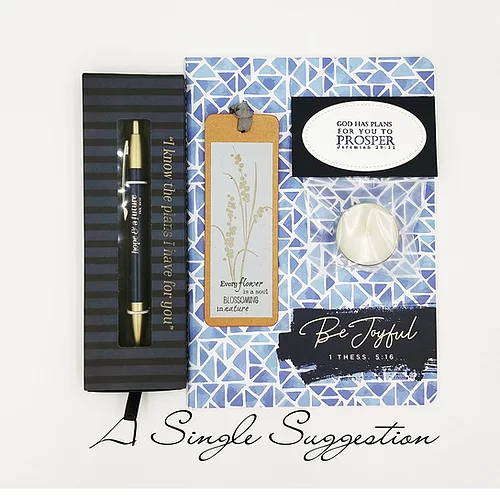 "I know the plans I have for you"
hope & a future
GOD HAS PLANS
FOR YOU TO
PROSPER
Jeremiah 29:11
Every flower
is a soul
BLOSSOMING
in nature
Be Joyful
1 THESS. 5:16
A Single Suggestion